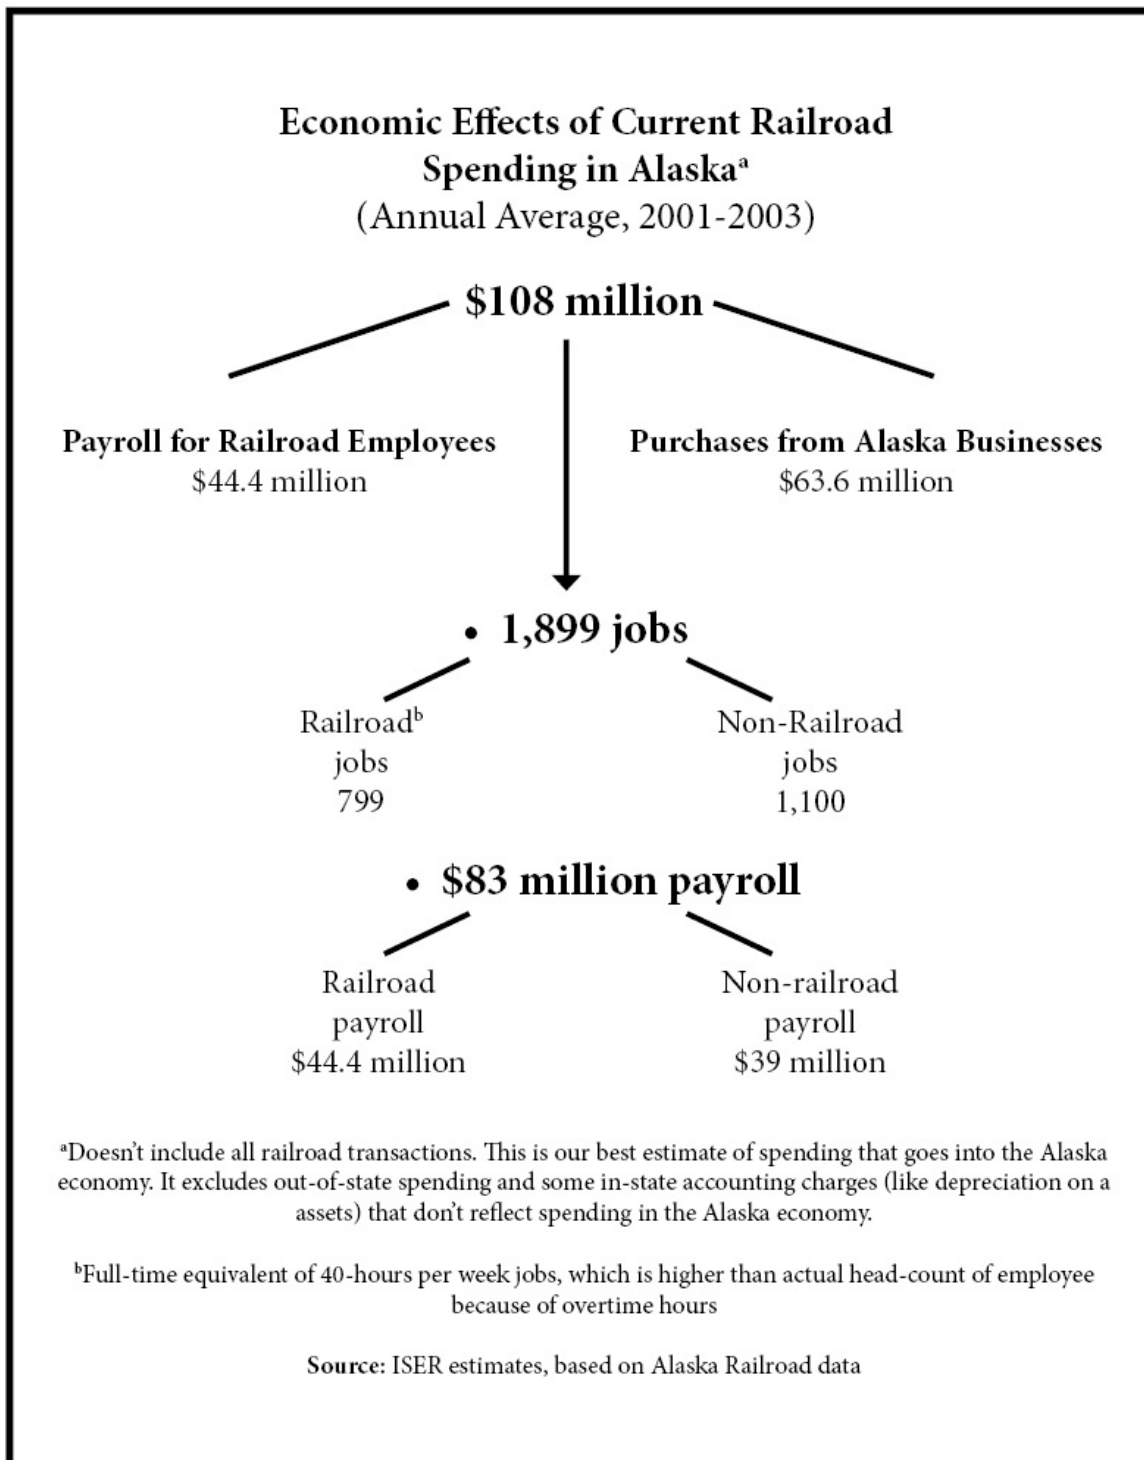 Economic Effects of Current Railroad
Spending in Alaskaᵃ
(Annual Average, 2001-2003)
$108 million
Payroll for Railroad Employees
$44.4 million
Purchases from Alaska Businesses
$63.6 million
• 1,899 jobs
Railroadᵇ
jobs
799
Non-Railroad
jobs
1,100
• $83 million payroll
Railroad
payroll
$44.4 million
Non-railroad
payroll
$39 million
ᵃDoesn’t include all railroad transactions. This is our best estimate of spending that goes into the Alaska
economy. It excludes out-of-state spending and some in-state accounting charges (like depreciation on a
assets) that don’t reflect spending in the Alaska economy.
ᵇFull-time equivalent of 40-hours per week jobs, which is higher than actual head-count of employee
because of overtime hours
Source: ISER estimates, based on Alaska Railroad data